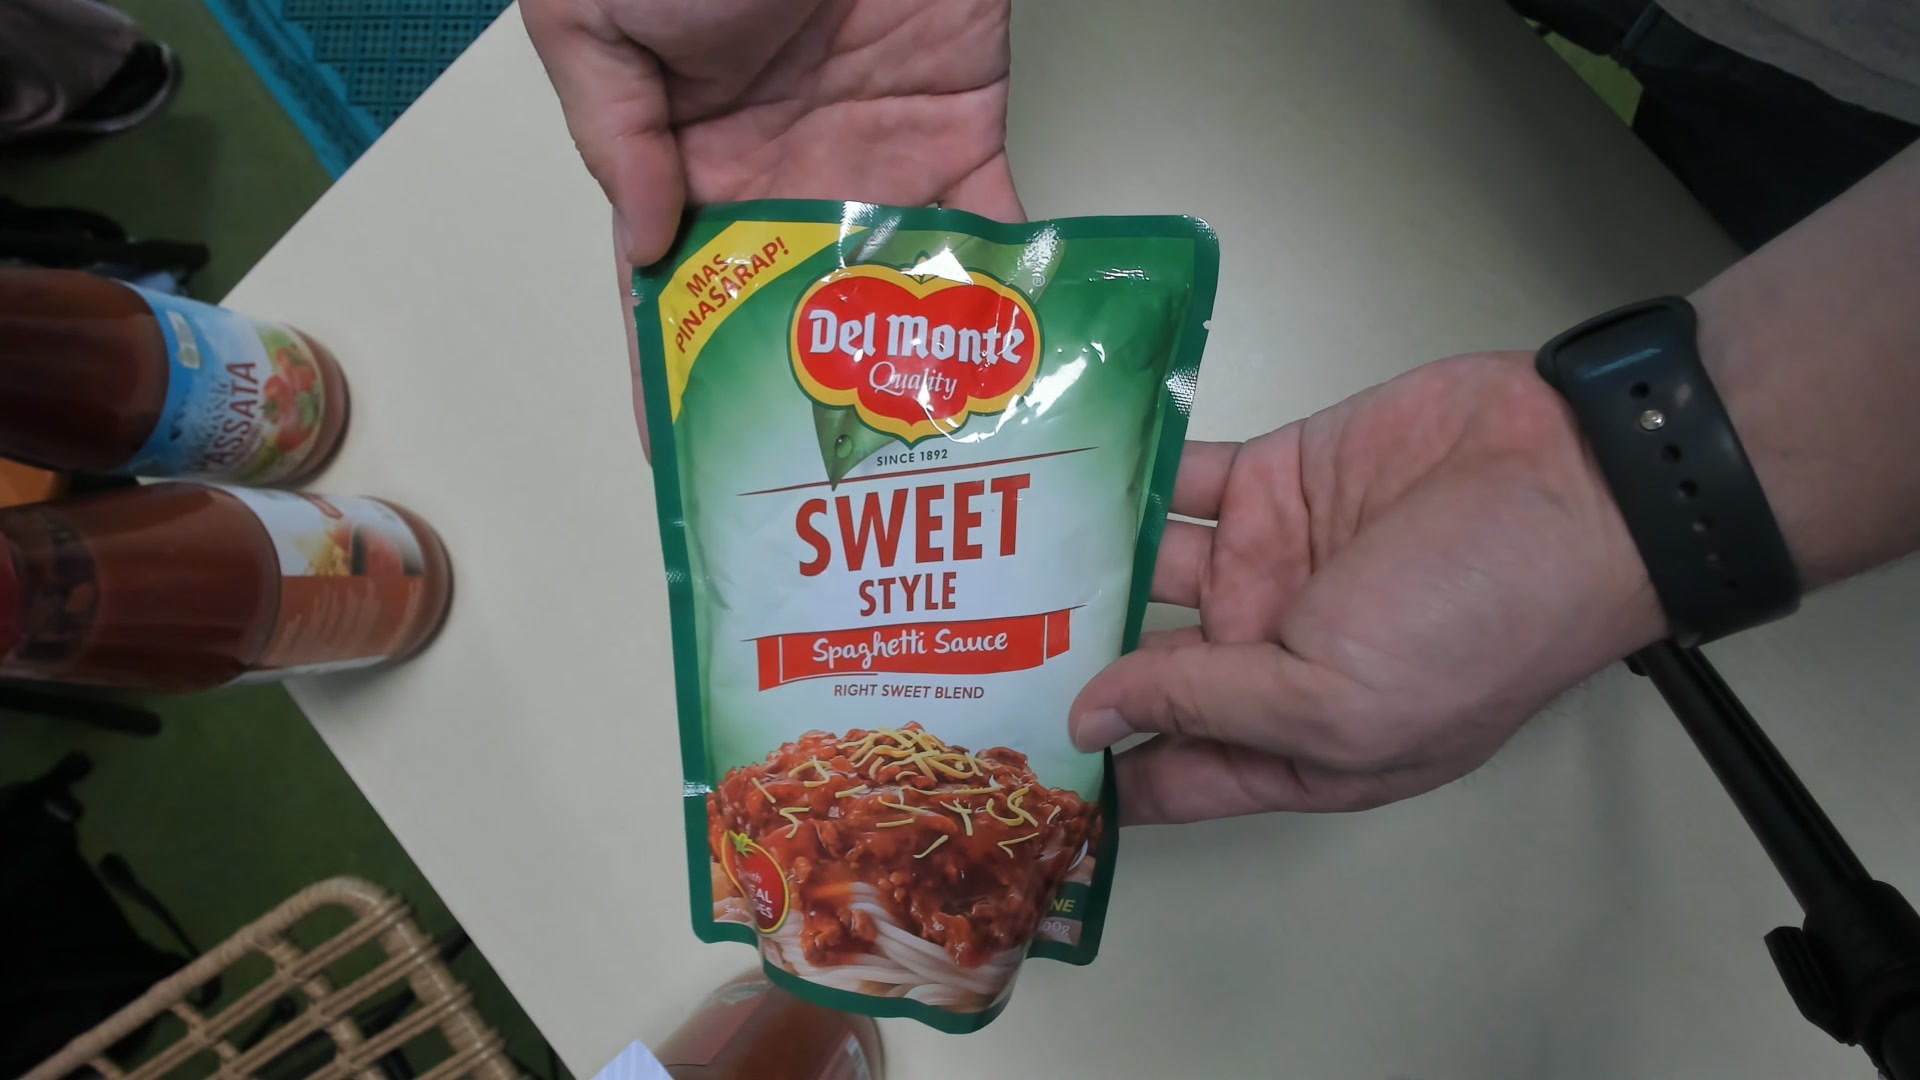 MAS
PINASARAP!
Del Monte
Quality
SINCE 1892
SWEET
STYLE
Spaghetti Sauce
RIGHT SWEET BLEND
PASSATA